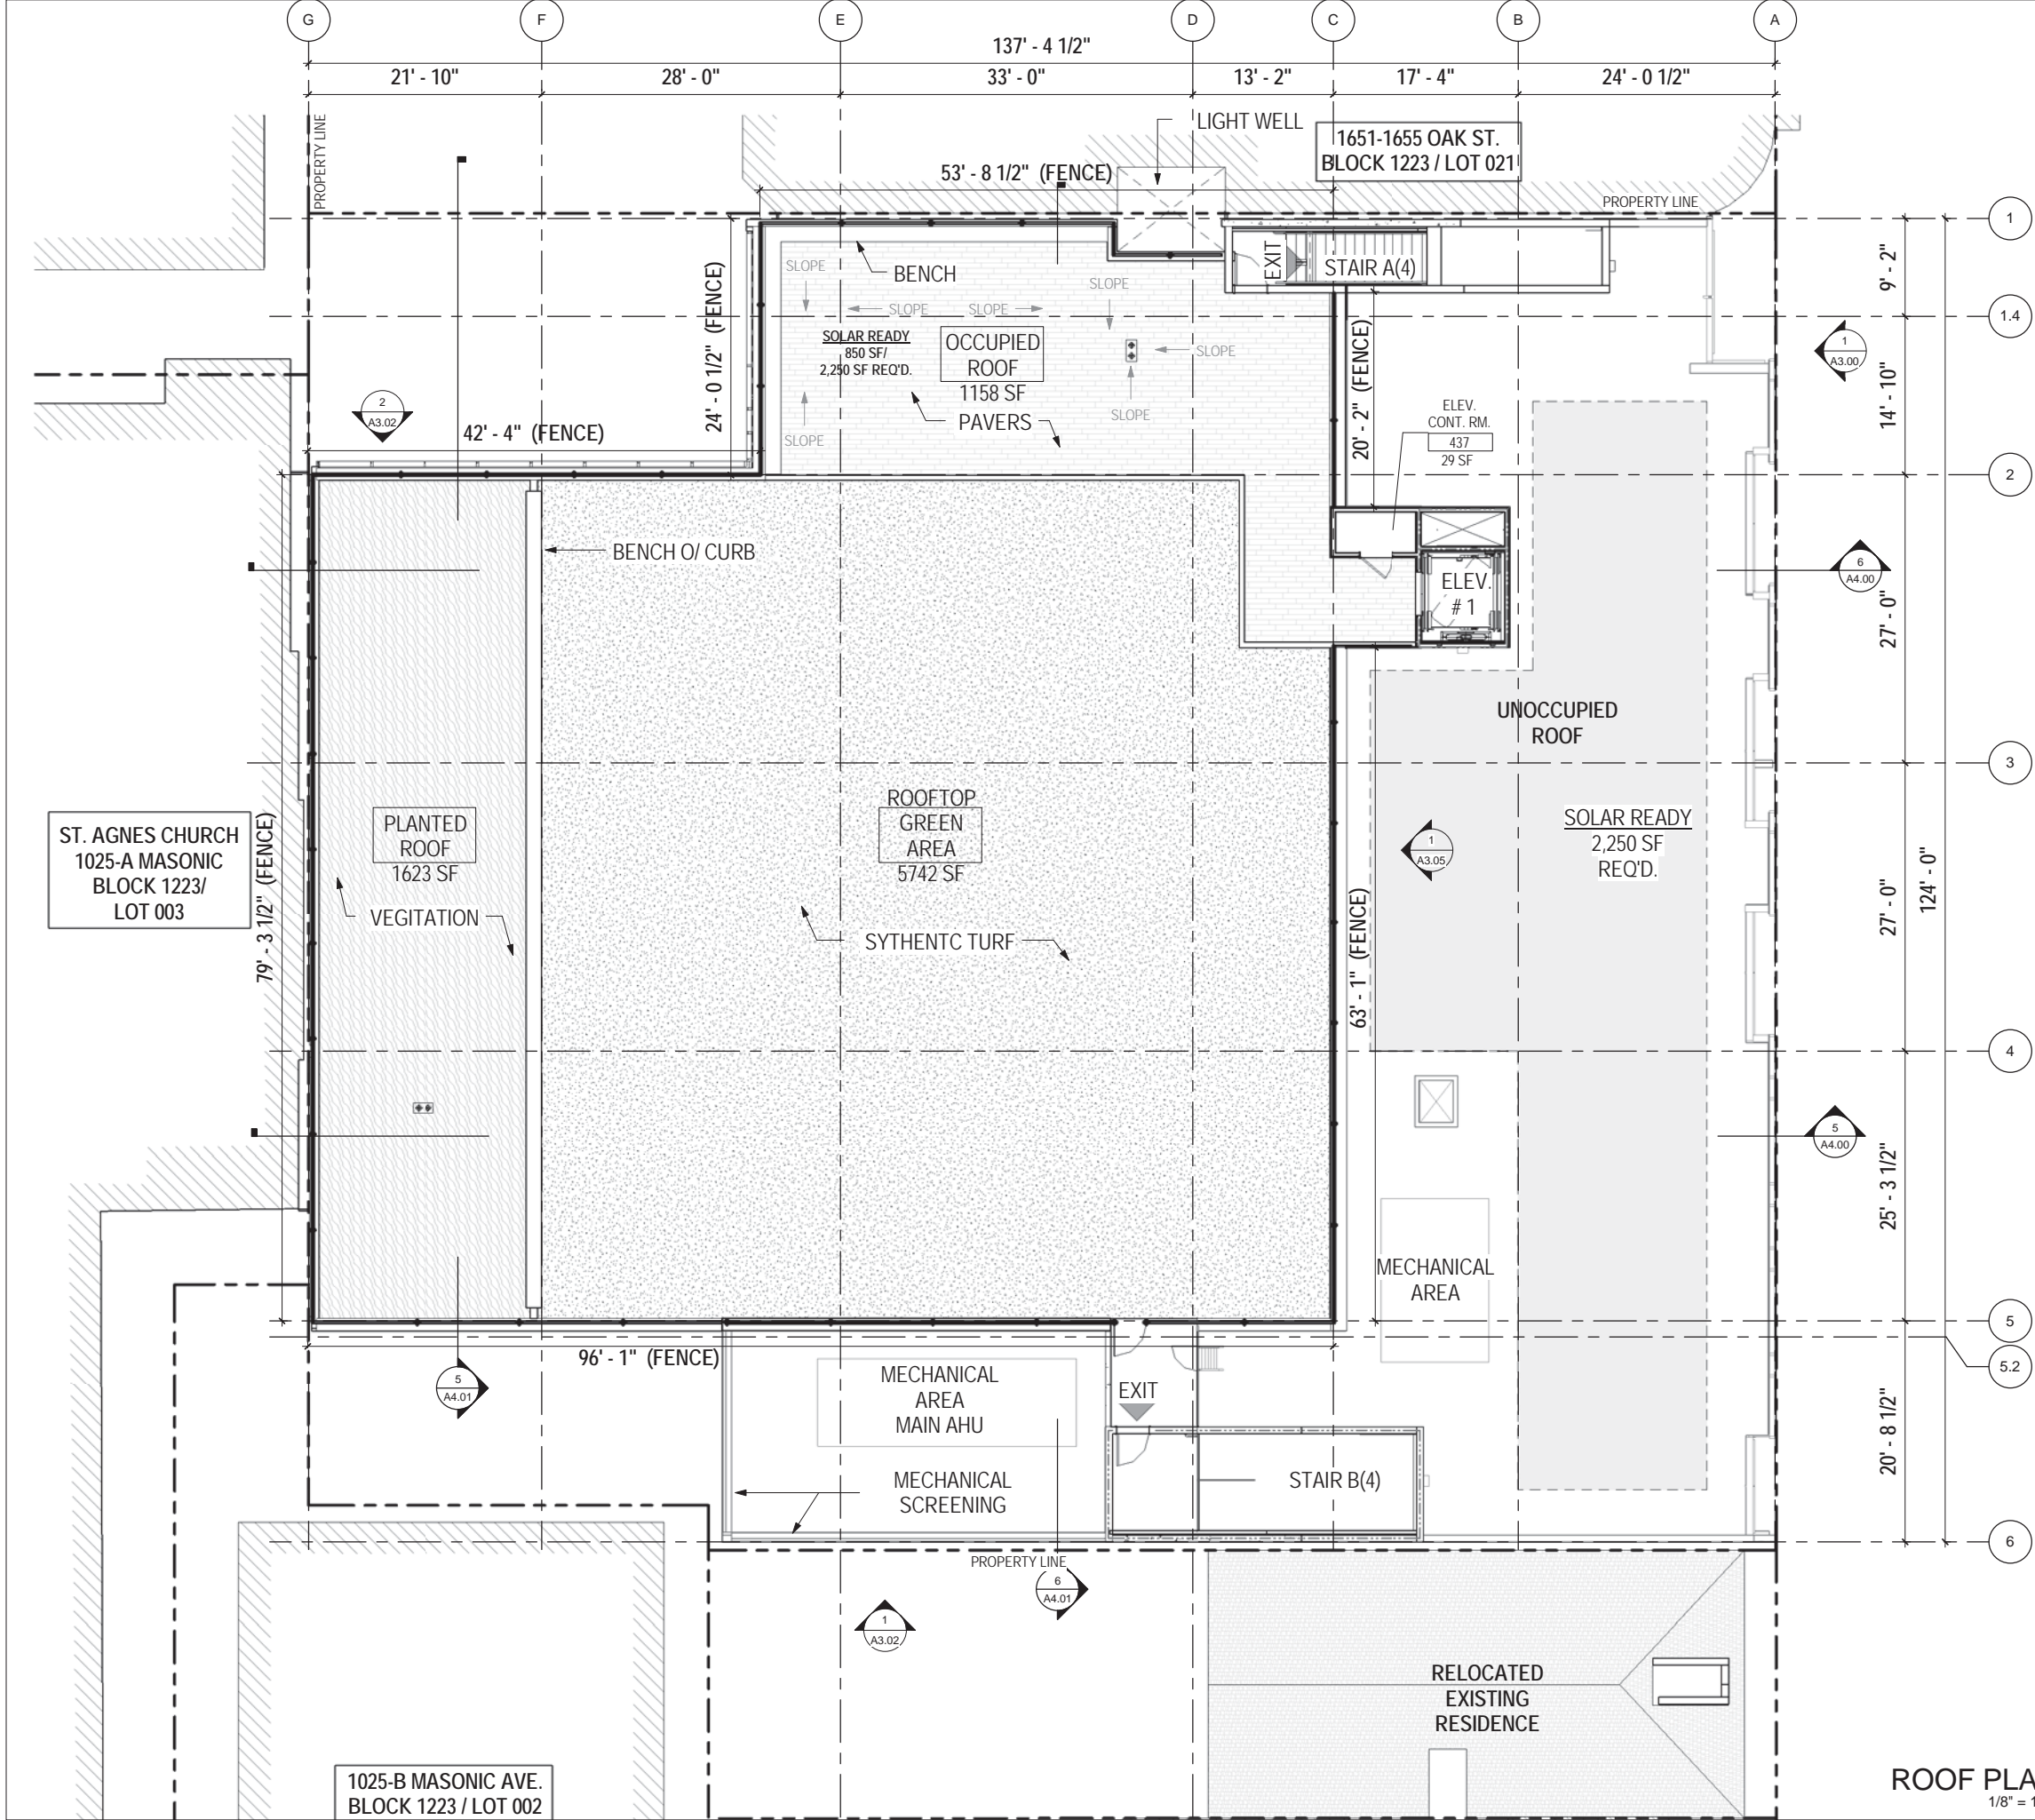 G
F
E
D
C
B
A
137' - 4 1/2"
21' - 10"
28' - 0"
33' - 0"
13' - 2"
17' - 4"
24' - 0 1/2"
PROPERTY LINE
LIGHT WELL
1651-1655 OAK ST.
BLOCK 1223 / LOT 021
53' - 8 1/2" (FENCE)
PROPERTY LINE
1
EXIT
STAIR A(4)
BENCH
SLOPE
SLOPE
SLOPE
SLOPE
9' - 2"
1.4
24' - 0 1/2" (FENCE)
SOLAR READY
850 SF/
2,250 SF REQ'D.
OCCUPIED
ROOF
1158 SF
SLOPE
PAVERS
SLOPE
SLOPE
20' - 2" (FENCE)
1
A3.00
14' - 10"
2
A3.02
42' - 4" (FENCE)
ELEV.
CONT. RM.
437
29 SF
2
BENCH O/ CURB
ELEV.
# 1
6
A4.00
27' - 0"
UNOCCUPIED
ROOF
3
ST. AGNES CHURCH
1025-A MASONIC
BLOCK 1223/
LOT 003
79' - 3 1/2" (FENCE)
PLANTED
ROOF
1623 SF
VEGITATION
ROOFTOP
GREEN
AREA
5742 SF
SYTHENTC TURF
63' - 1" (FENCE)
1
A3.05
SOLAR READY
2,250 SF
REQ'D.
27' - 0"
124' - 0"
4
5
A4.00
25' - 3 1/2"
MECHANICAL
AREA
5
5.2
96' - 1" (FENCE)
5
A4.01
MECHANICAL
AREA
MAIN AHU
EXIT
MECHANICAL
SCREENING
STAIR B(4)
20' - 8 1/2"
6
PROPERTY LINE
6
A4.01
1
A3.02
RELOCATED
EXISTING
RESIDENCE
1025-B MASONIC AVE.
BLOCK 1223 / LOT 002
ROOF PLA
1/8" = 1